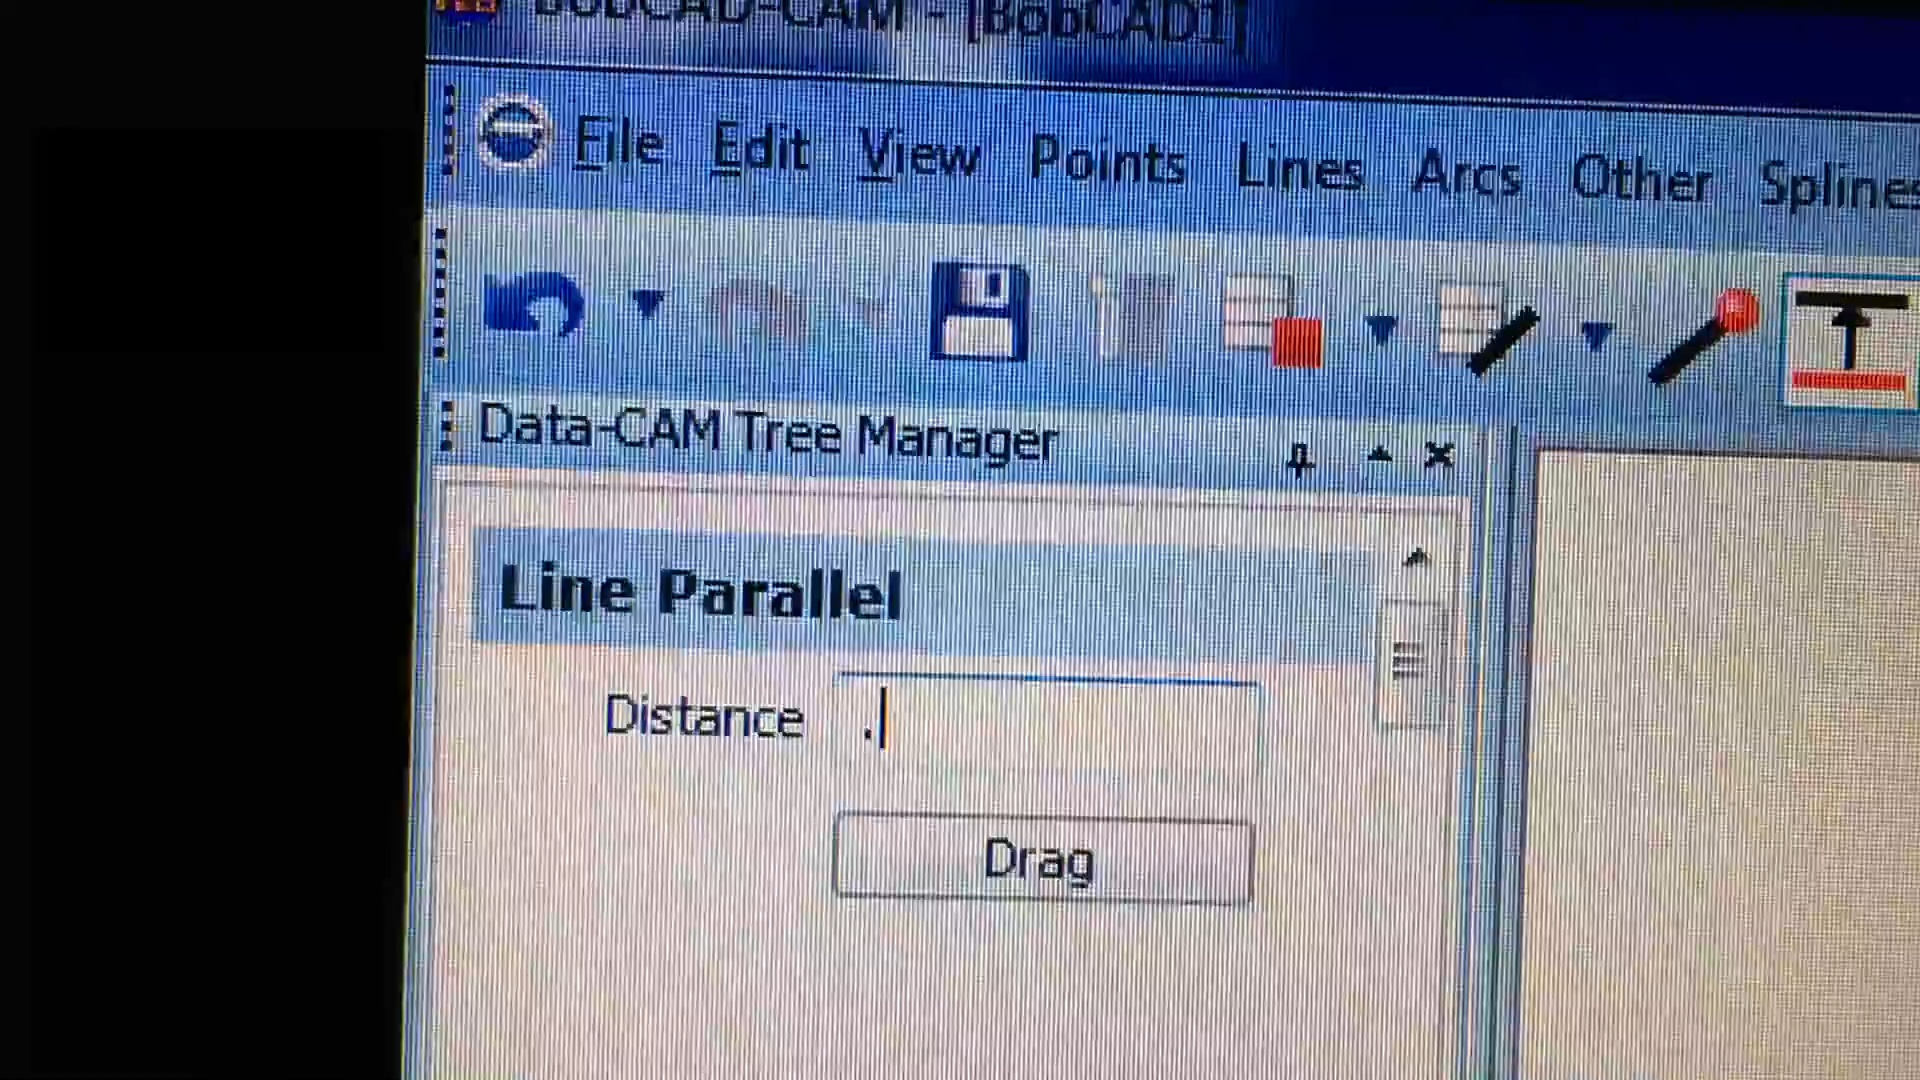 BobCAD-CAM - [BobCAD1]
File Edit View Points Lines Arcs Other Splines
Data-CAM Tree Manager
Line Parallel
Distance .
Drag